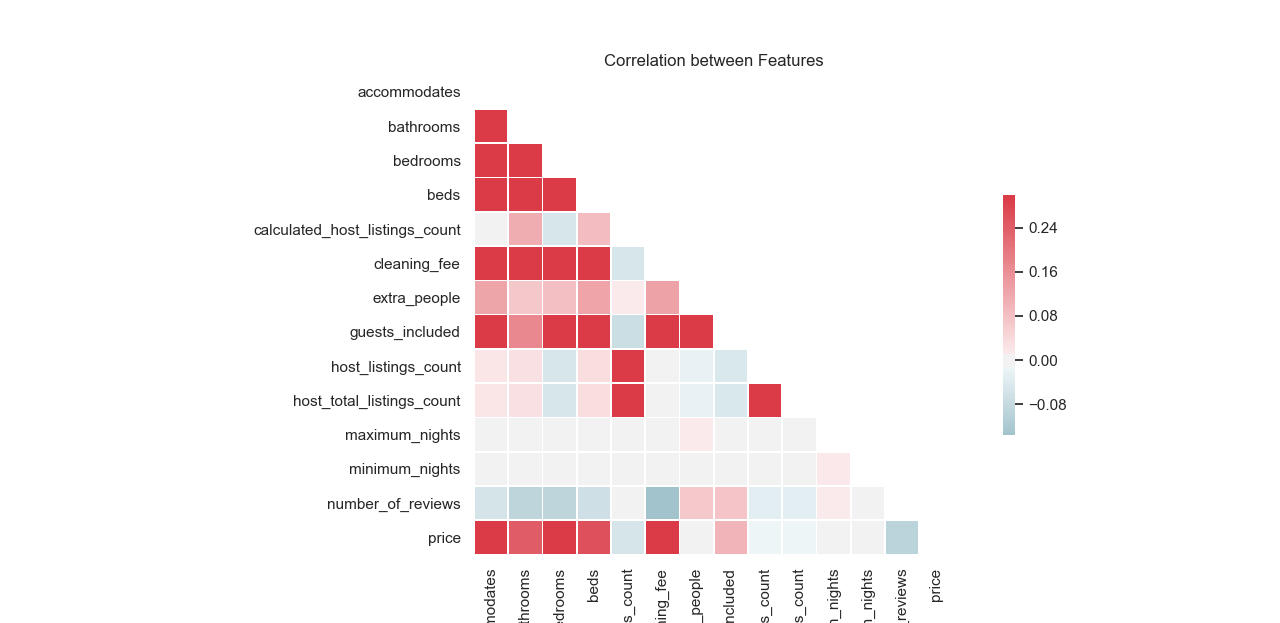 Correlation between Features
accommodates
bathrooms
bedrooms
beds
calculated_host_listings_count
cleaning_fee
extra_people
guests_included
host_listings_count
host_total_listings_count
maximum_nights
minimum_nights
number_of_reviews
price
0.24
0.16
0.08
0.00
−0.08
modates
throoms
edrooms
beds
s_count
ning_fee
_people
ncluded
s_count
s_count
n_nights
n_nights
_reviews
price